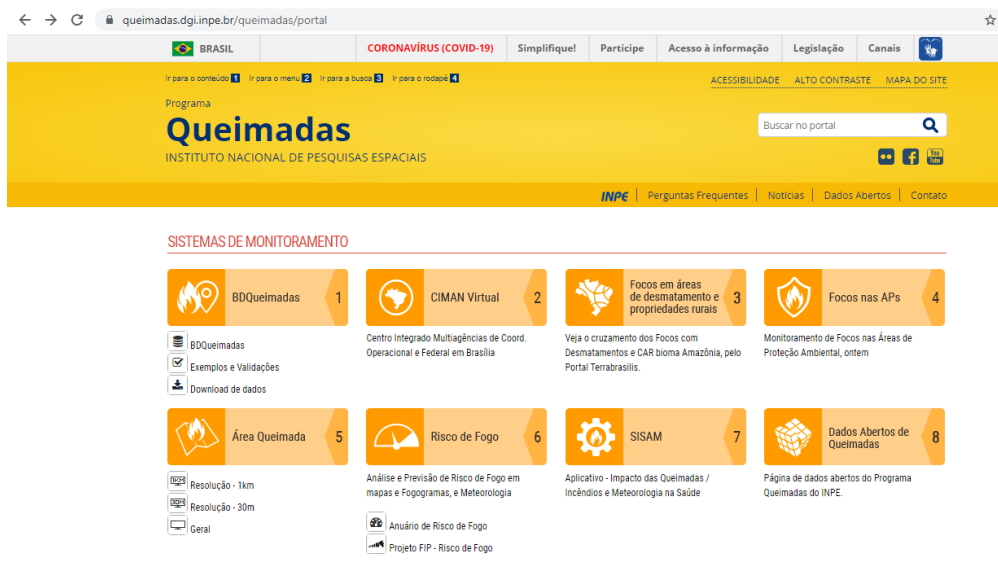 queimadas.dgi.inpe.br/queimadas/portal
BRASIL CORONAVÍRUS (COVID-19) Simplifique! Participe Acesso à informação Legislação Canais
Ir para o conteúdo 1 Ir para o menu 2 Ir para a busca 3 Ir para o rodapé 4
ACESSIBILIDADE ALTO CONTRASTE MAPA DO SITE
Programa
Queimadas
INSTITUTO NACIONAL DE PESQUISAS ESPACIAIS
Buscar no portal
You Tube
INPE Perguntas Frequentes Notícias Dados Abertos Contato
SISTEMAS DE MONITORAMENTO
BDQueimadas 1
BDQueimadas
Exemplos e Validações
Download de dados
CIMAN Virtual 2
Centro Integrado Multiagências de Coord.
Operacional e Federal em Brasília
Focos em áreas
de desmatamento e
propriedades rurais
3
Veja o cruzamento dos Focos com
Desmatamentos e CAR bioma Amazônia, pelo
Portal Terrabrasilis.
Focos nas APs 4
Monitoramento de Focos nas Áreas de
Proteção Ambiental, ontem
Área Queimada 5
1KM Resolução - 1km
30M Resolução - 30m
Geral
Risco de Fogo 6
Análise e Previsão de Risco de Fogo em
mapas e Fogogramas, e Meteorologia
Anuário de Risco de Fogo
Projeto FIP - Risco de Fogo
SISAM 7
Aplicativo - Impacto das Queimadas /
Incêndios e Meteorologia na Saúde
Dados Abertos de
Queimadas
8
Página de dados abertos do Programa
Queimadas do INPE.